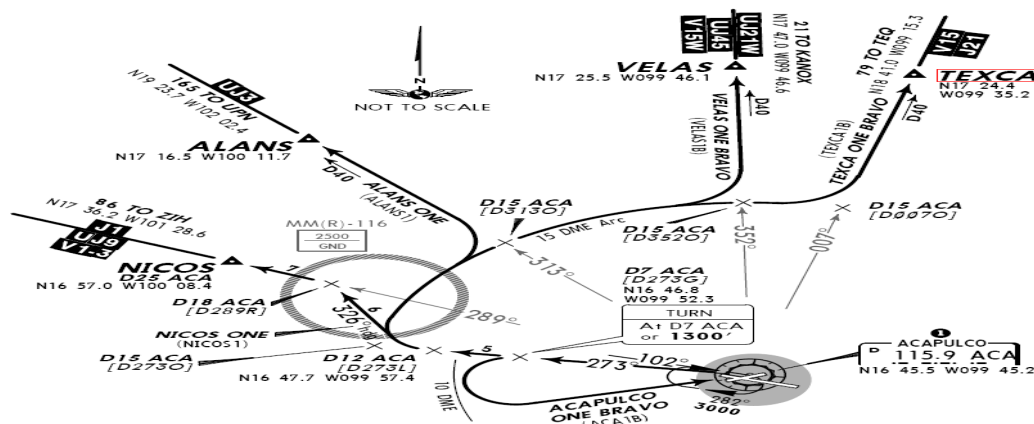 165 TO UPN
N19 23.7 W102 02.4
UJ3
ALANS
N17 16.5 W100 11.7
D40
ALANS ONE
(ALANS1)
N
NOT TO SCALE
V15W
UJ45
UJ21W
21 TO KANOX
N17 47.0 W099 46.6
VELAS
N17 25.5 W099 46.1
D40
VELAS ONE BRAVO
(VELAS1B)
79 TO TEQ
N18 41.0 W099 15.3
V15
J21
TEXCA
N17 24.4
W099 35.2
D40
TEXCA ONE BRAVO
(TEXCA1B)
86 TO ZIH
N17 36.2 W101 28.6
J1
UJ9
V1-3
NICOS
D25 ACA
N16 57.0 W100 08.4
7
MM(R)-116
2500
GND
D15 ACA
[D313O]
15 DME Arc
D15 ACA
[D352O]
D15 ACA
[D007O]
313°
352°
007°
D18 ACA
[D289R]
6
326° hdg
289°
NICOS ONE
(NICOS1)
D15 ACA
[D273O]
D12 ACA
[D273L]
N16 47.7 W099 57.4
D7 ACA
[D273G]
N16 46.8
W099 52.3
TURN
At D7 ACA
or 1300'
5
273°
102°
10 DME
ACAPULCO
ONE BRAVO
(ACA1B)
282°
3000
1
ACAPULCO
D 115.9 ACA
N16 45.5 W099 45.2